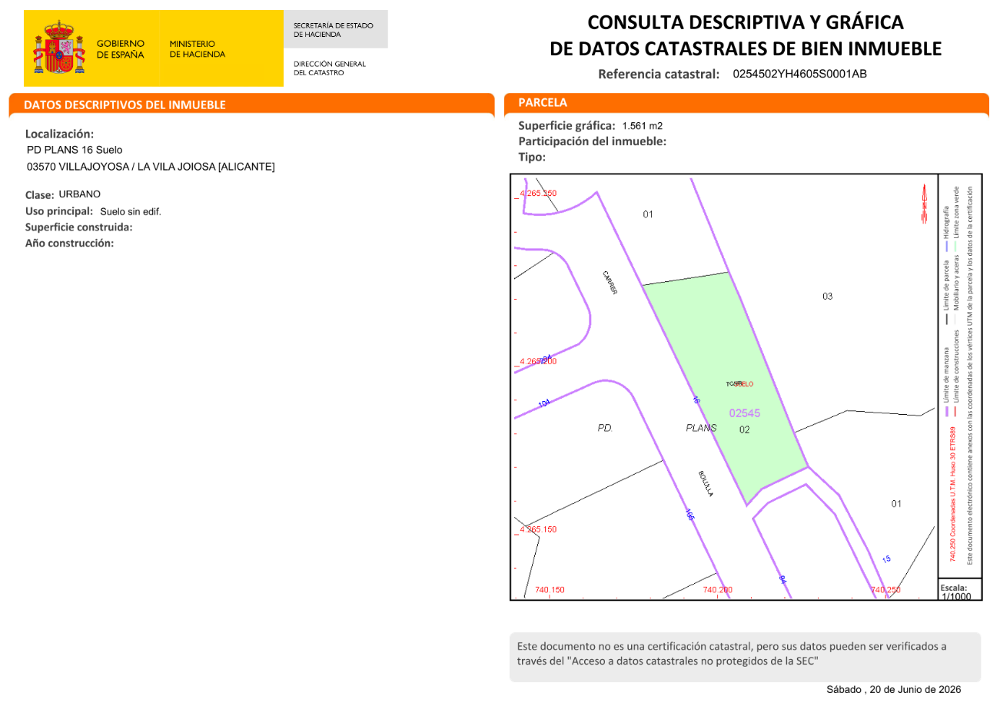 GOBIERNO
DE ESPAÑA
MINISTERIO
DE HACIENDA
SECRETARÍA DE ESTADO
DE HACIENDA
DIRECCIÓN GENERAL
DEL CATASTRO
CONSULTA DESCRIPTIVA Y GRÁFICA
DE DATOS CATASTRALES DE BIEN INMUEBLE
Referencia catastral: 0254502YH4605S0001AB
DATOS DESCRIPTIVOS DEL INMUEBLE
Localización:
PD PLANS 16 Suelo
03570 VILLAJOYOSA / LA VILA JOIOSA [ALICANTE]
Clase: URBANO
Uso principal: Suelo sin edif.
Superficie construida:
Año construcción:
PARCELA
Superficie gráfica: 1.561 m2
Participación del inmueble:
Tipo:
4.265.250
01
CARRER
03
4.265.200
104
SUELO
16
02545
PD. PLANS
02
BOLULLA
01
105
4.265.150
94
15
740.150
740.200
740.250
Hidrografía
Límite zona verde
Límite de parcela
Mobiliario y aceras
Límite de manzana
Límite de construcciones
740.250 Coordenadas U.T.M. Huso 30 ETRS89
Este documento electrónico contiene anexos con las coordenadas de los vértices UTM de la parcela y los datos de la certificación
Escala:
1/1000
Este documento no es una certificación catastral, pero sus datos pueden ser verificados a
través del "Acceso a datos catastrales no protegidos de la SEC"
Sábado , 20 de Junio de 2026